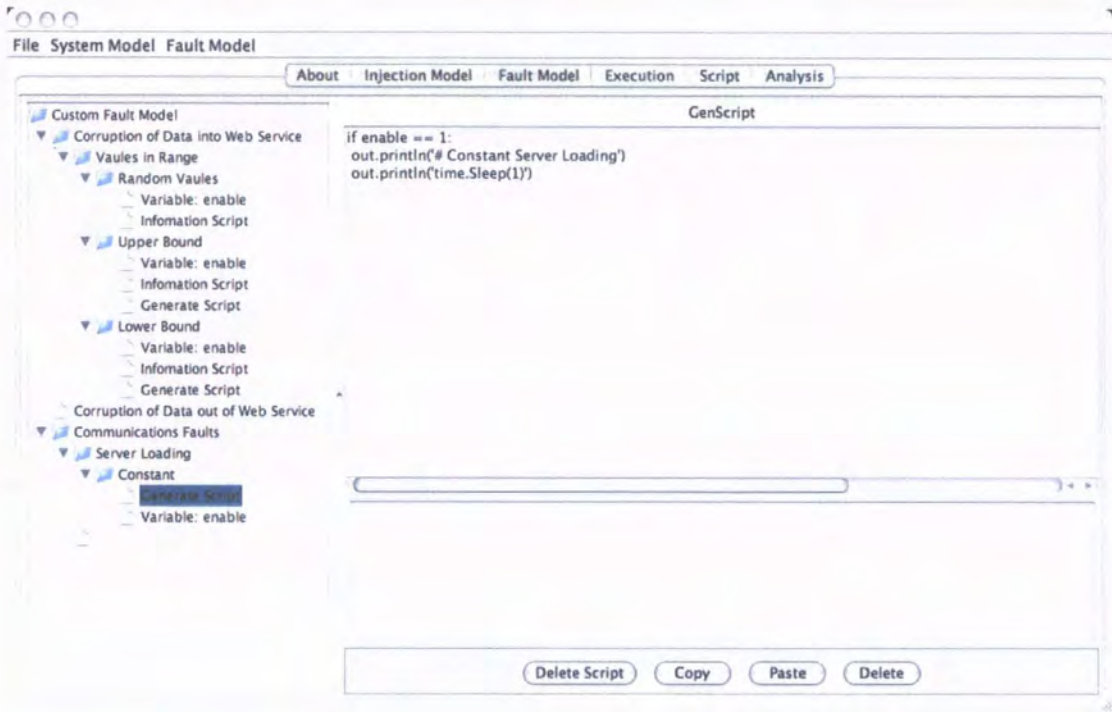 File System Model Fault Model
About Injection Model Fault Model Execution Script Analysis
Custom Fault Model
Corruption of Data into Web Service
Vaules in Range
Random Vaules
Variable: enable
Infomation Script
Upper Bound
Variable: enable
Infomation Script
Generate Script
Lower Bound
Variable: enable
Infomation Script
Generate Script
Corruption of Data out of Web Service
Communications Faults
Server Loading
Constant
Generate Script
Variable: enable
GenScript
if enable == 1:
out.println('# Constant Server Loading')
out.println('time.Sleep(1)')
Delete Script Copy Paste Delete